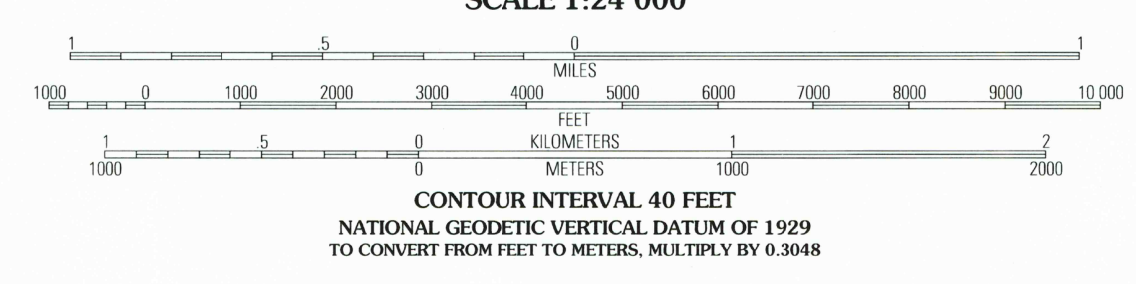 SCALE 1:24 000
1 .5 0 1
MILES
1000 0 1000 2000 3000 4000 5000 6000 7000 8000 9000 10 000
FEET
1 .5 0 KILOMETERS 1 2
1000 0 METERS 1000 2000
CONTOUR INTERVAL 40 FEET
NATIONAL GEODETIC VERTICAL DATUM OF 1929
TO CONVERT FROM FEET TO METERS, MULTIPLY BY 0.3048